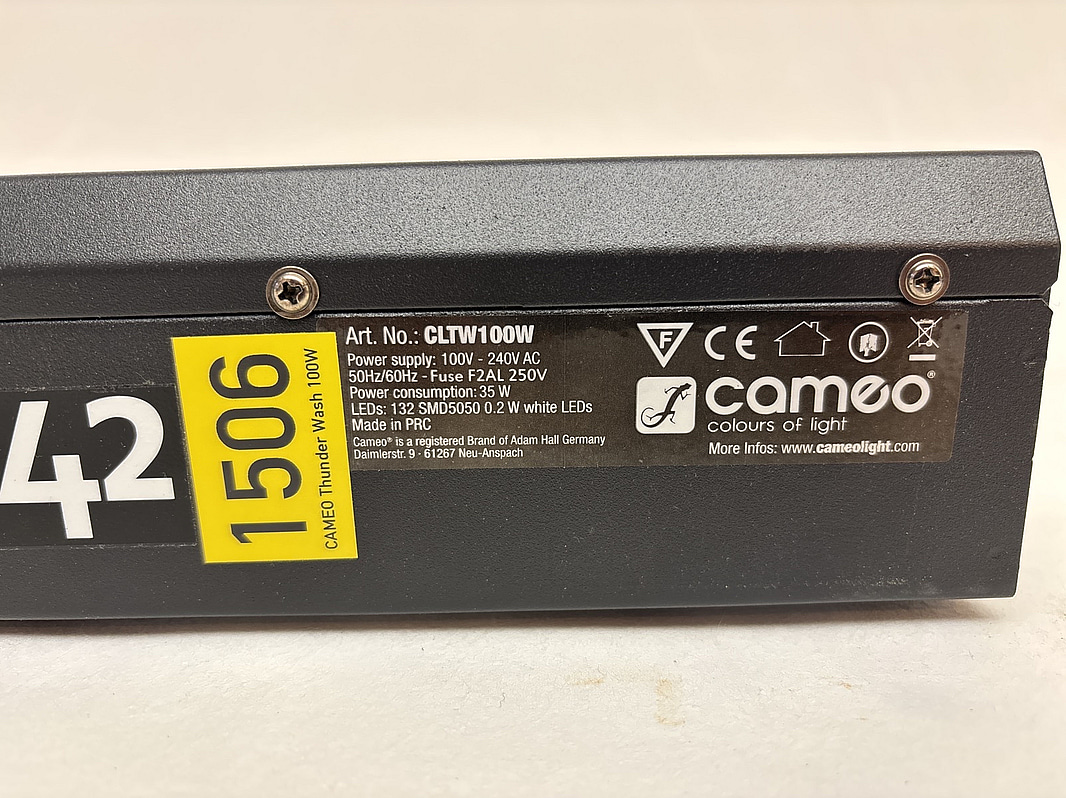 42
1506
CAMEO Thunder Wash 100W
Art. No.: CLTW100W
Power supply: 100V - 240V AC
50Hz/60Hz - Fuse F2AL 250V
Power consumption: 35 W
LEDs: 132 SMD5050 0.2 W white LEDs
Made in PRC
Cameo® is a registered Brand of Adam Hall Germany
Daimlerstr. 9 · 61267 Neu-Anspach
F CE
cameo®
colours of light
More Infos: www.cameolight.com